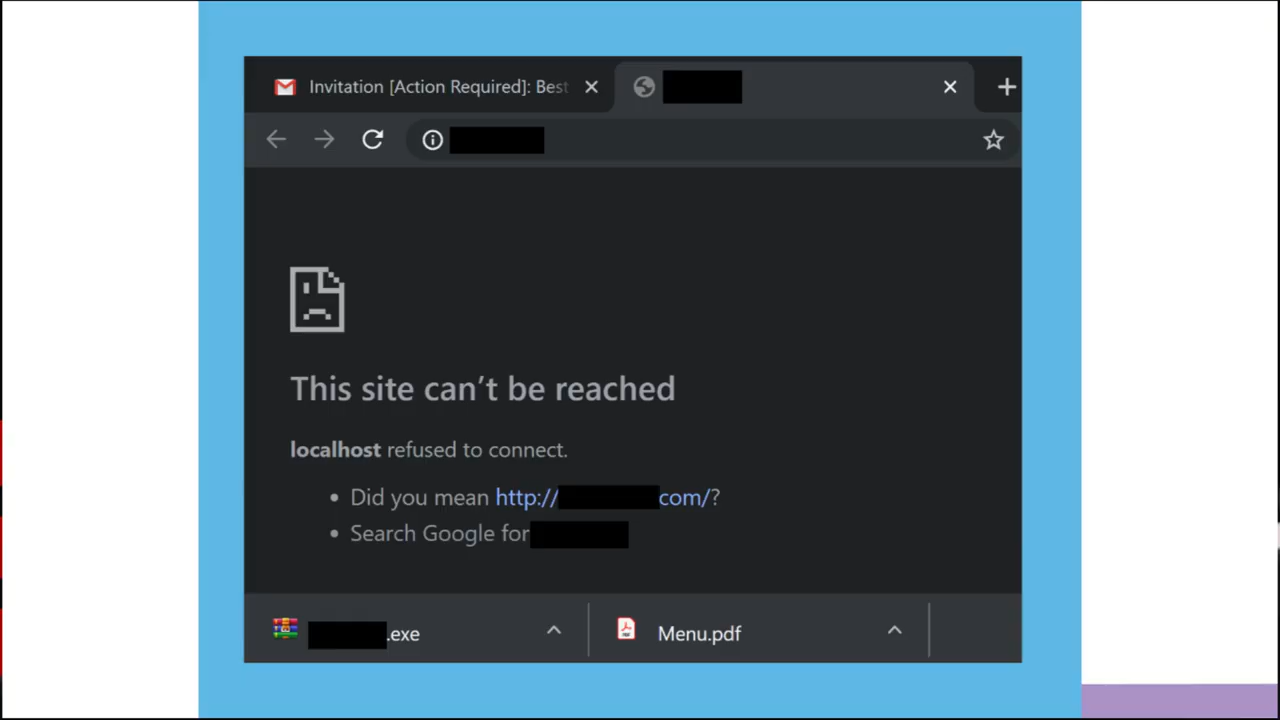 Invitation [Action Required]: Best
This site can't be reached
localhost refused to connect.
• Did you mean http:// com/?
• Search Google for
.exe
Menu.pdf